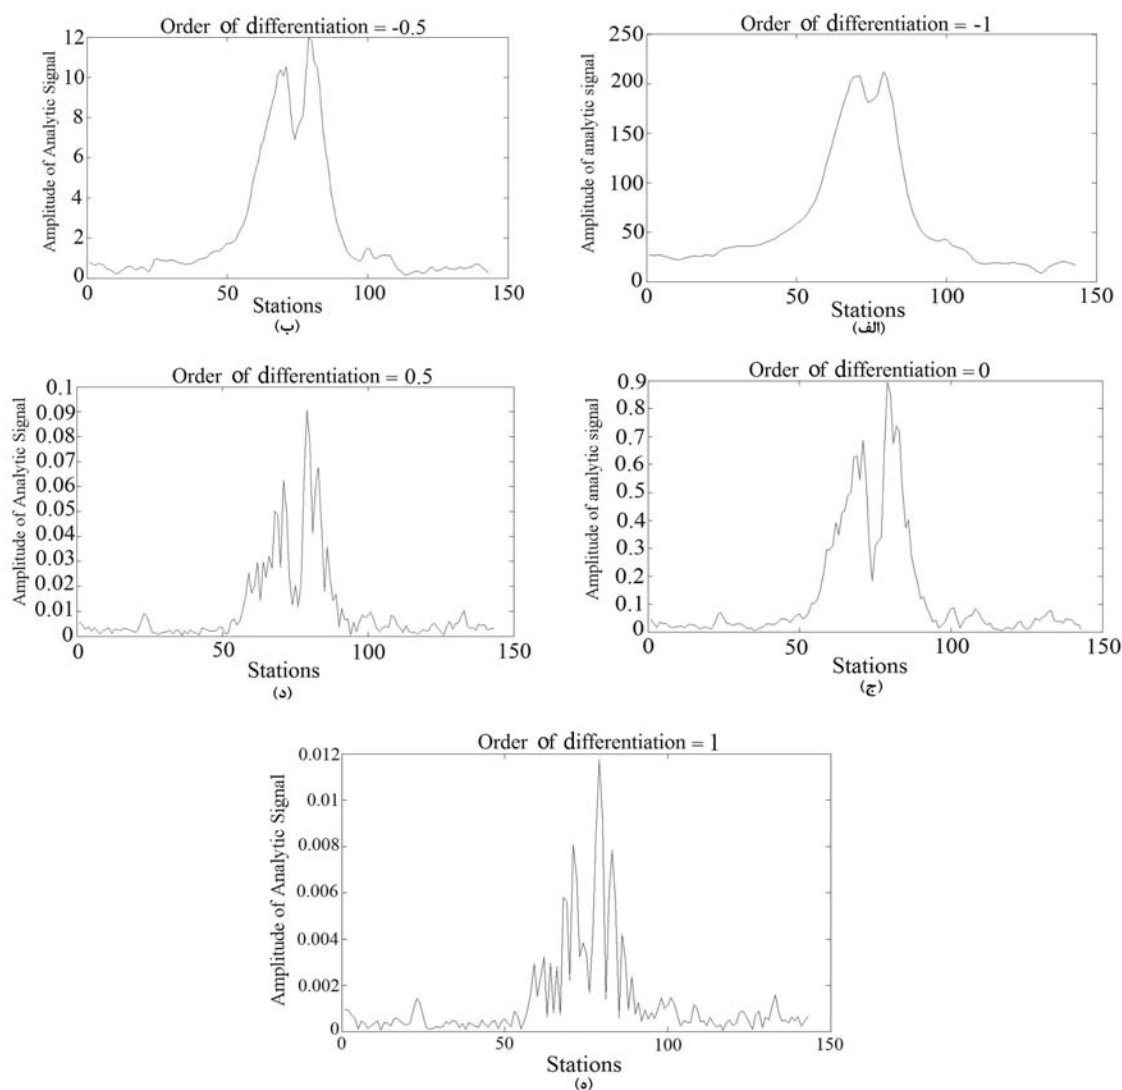 Order of differentiation = -0.5
Amplitude of Analytic Signal
12
10
8
6
4
2
0
0 50 100 150
Stations
(ب)
Order of differentiation = -1
Amplitude of analytic signal
250
200
150
100
50
0
0 50 100 150
Stations
(الف)
Order of differentiation = 0.5
Amplitude of Analytic Signal
0.1
0.09
0.08
0.07
0.06
0.05
0.04
0.03
0.02
0.01
0
0 50 100 150
Stations
(د)
Order of differentiation = 0
Amplitude of analytic signal
0.9
0.8
0.7
0.6
0.5
0.4
0.3
0.2
0.1
0
0 50 100 150
Stations
(ج)
Order of differentiation = 1
Amplitude of Analytic Signal
0.012
0.01
0.008
0.006
0.004
0.002
0
0 50 100 150
Stations
(ه)